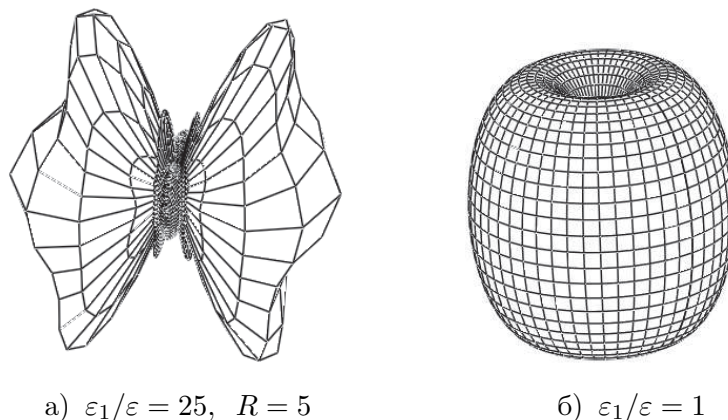 а) ε₁/ε = 25, R = 5
б) ε₁/ε = 1